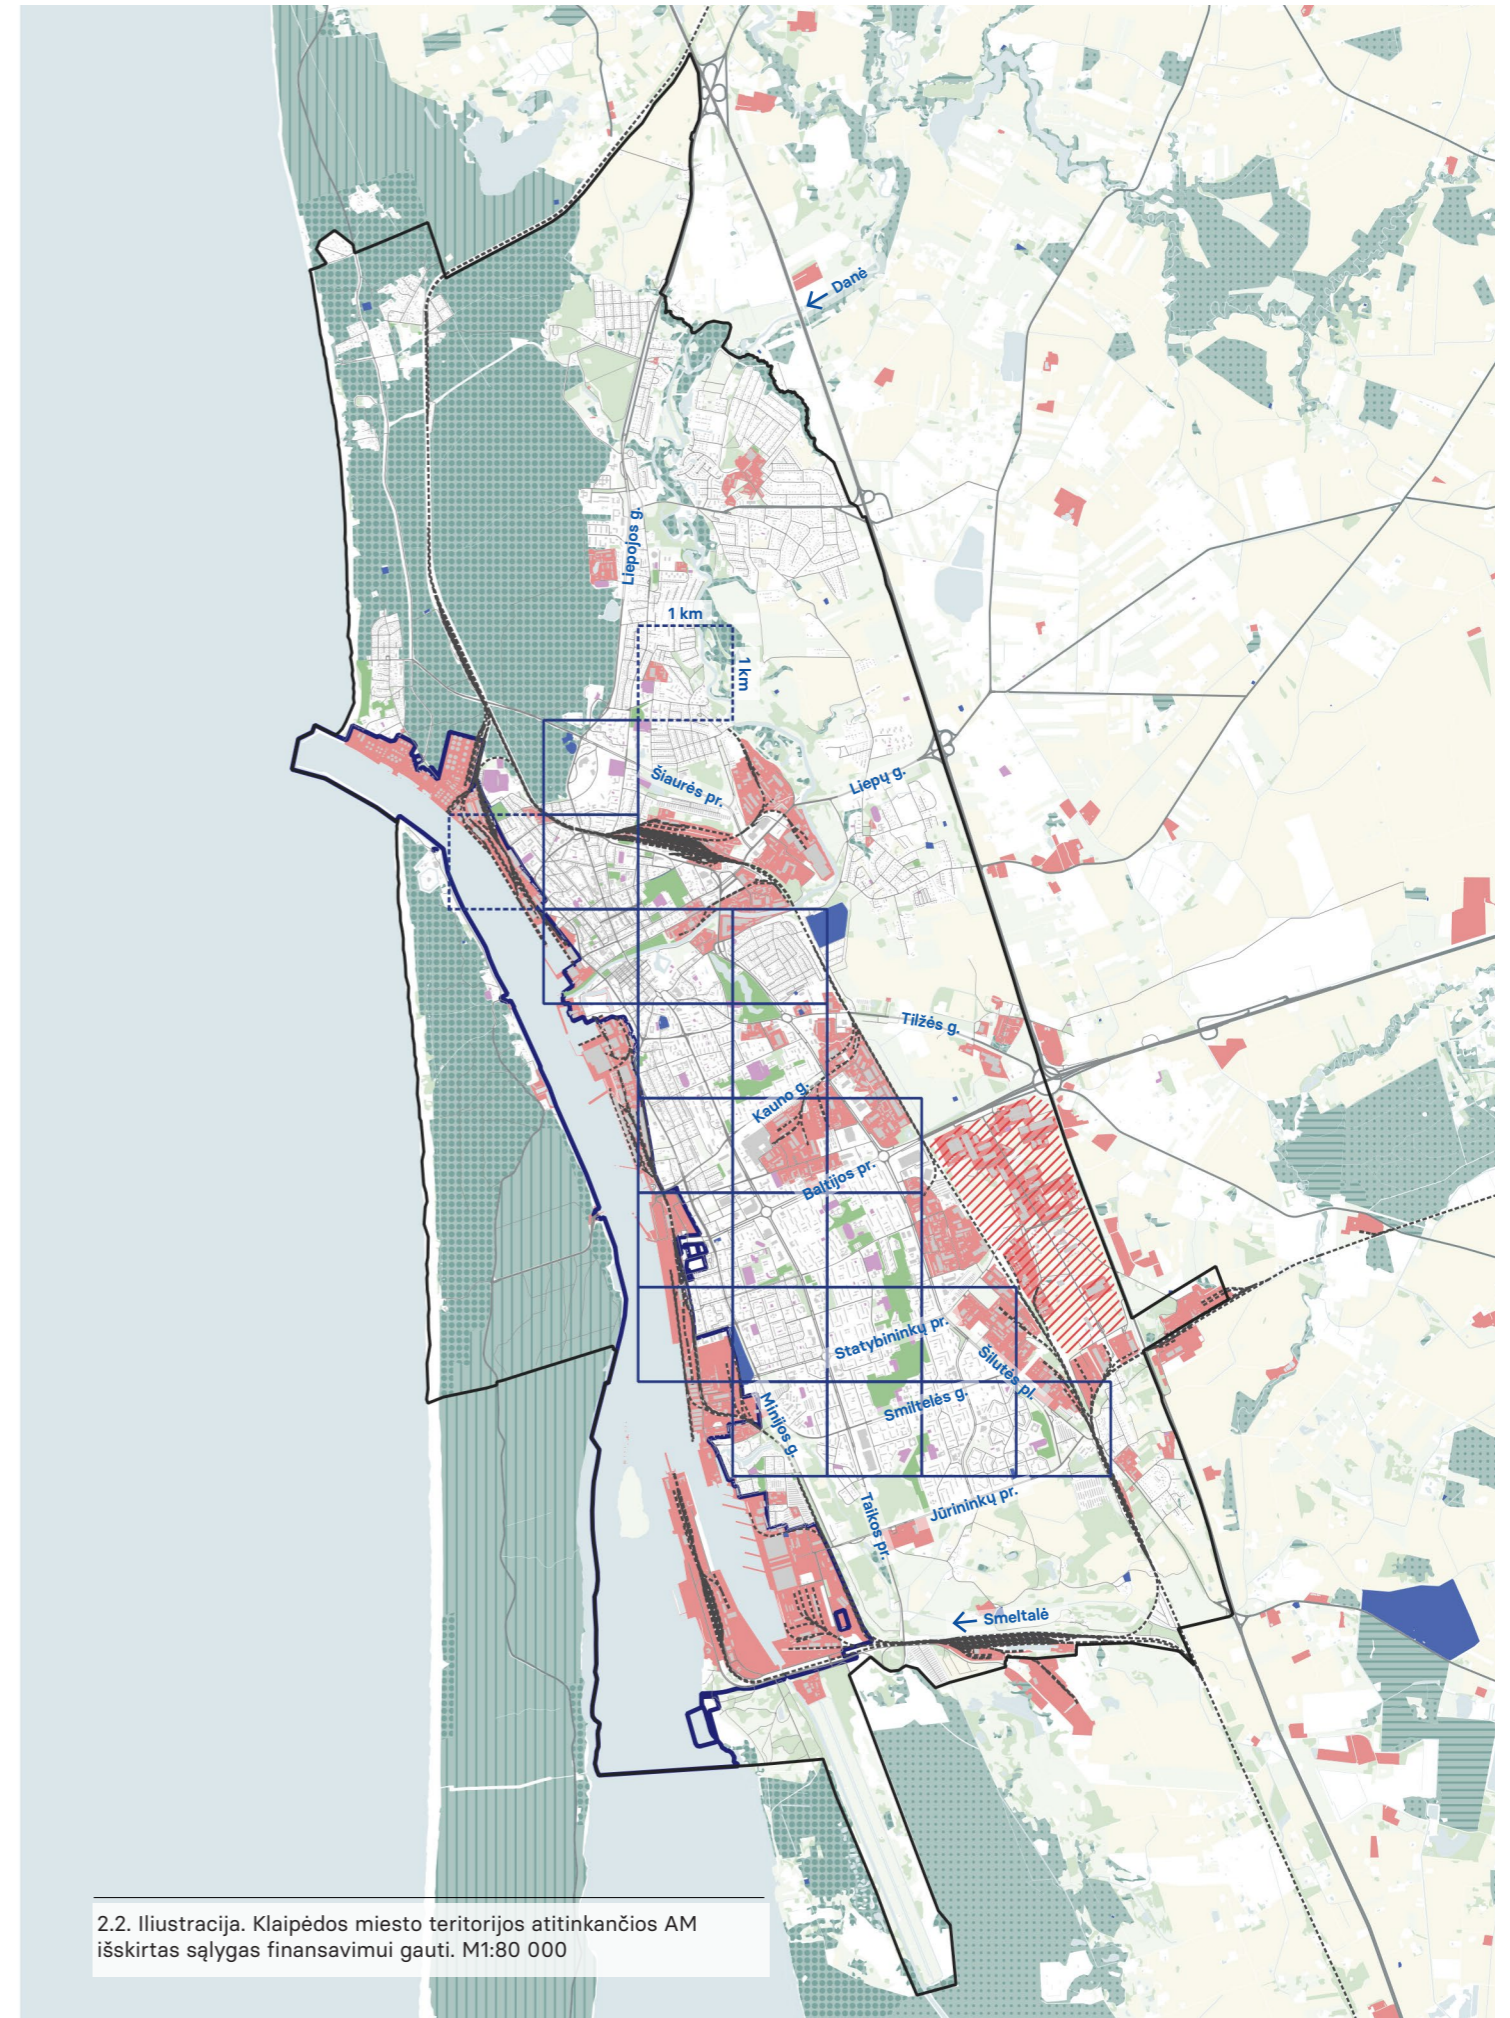 Danė
Liepojos g.
1 km
1 km
Šiaurės pr.
Liepų g.
Tilžės g.
Kauno g.
Baltijos pr.
Statybininkų pr.
Šilutės pl.
Smiltelės g.
Minijos g.
Taikos pr.
Jūrininkų pr.
Smeltalė
2.2. Iliustracija. Klaipėdos miesto teritorijos atitinkančios AM
išskirtas sąlygas finansavimui gauti. M1:80 000